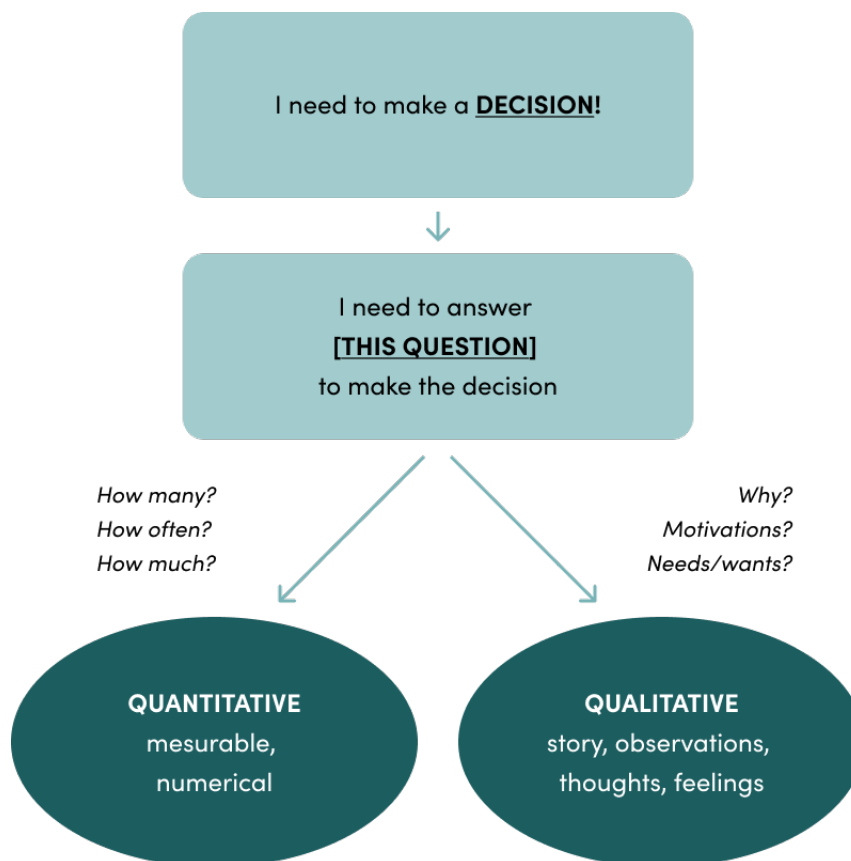 I need to make a DECISION!
I need to answer
[THIS QUESTION]
to make the decision
How many?
How often?
How much?
Why?
Motivations?
Needs/wants?
QUANTITATIVE
mesurable,
numerical
QUALITATIVE
story, observations,
thoughts, feelings